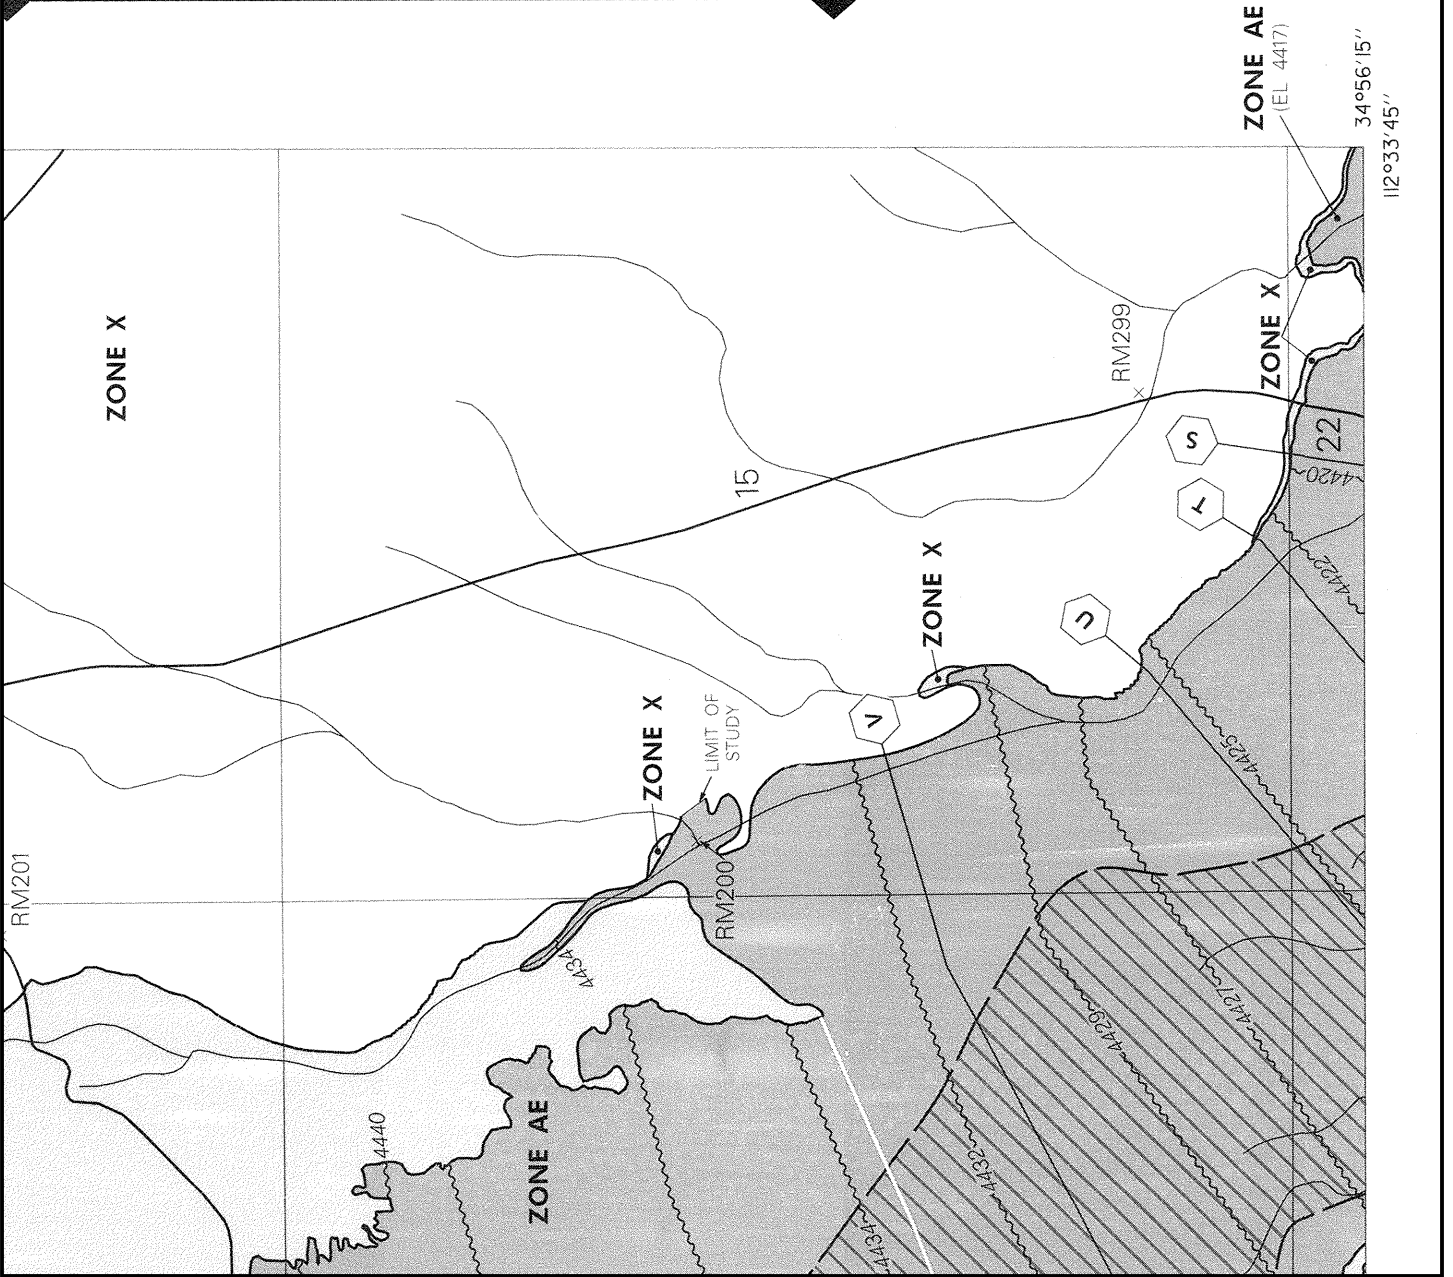 ZONE AE
(EL 4417)
34°56'15"
112°33'45"
ZONE X
RM299
ZONE X
S
22
4420
15
T
4422
ZONE X
U
ZONE X
LIMIT OF
STUDY
V
4425
RM201
RM200
4434
4427
4429
4440
ZONE AE
4432
4434